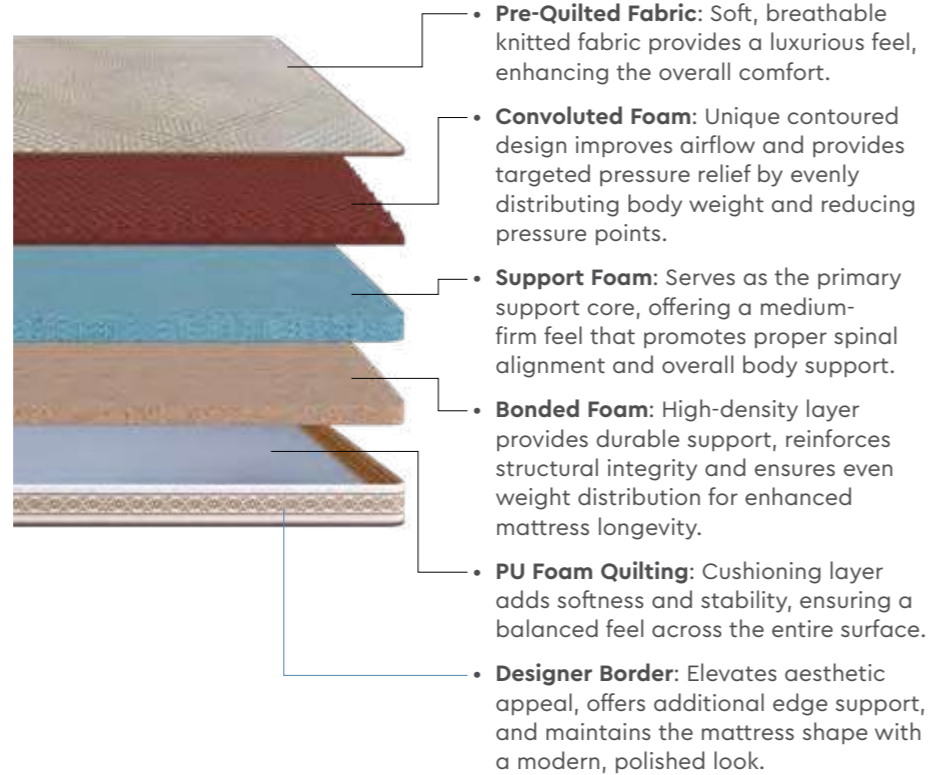 • Pre-Quilted Fabric: Soft, breathable
knitted fabric provides a luxurious feel,
enhancing the overall comfort.
• Convoluted Foam: Unique contoured
design improves airflow and provides
targeted pressure relief by evenly
distributing body weight and reducing
pressure points.
• Support Foam: Serves as the primary
support core, offering a medium-
firm feel that promotes proper spinal
alignment and overall body support.
• Bonded Foam: High-density layer
provides durable support, reinforces
structural integrity and ensures even
weight distribution for enhanced
mattress longevity.
• PU Foam Quilting: Cushioning layer
adds softness and stability, ensuring a
balanced feel across the entire surface.
• Designer Border: Elevates aesthetic
appeal, offers additional edge support,
and maintains the mattress shape with
a modern, polished look.